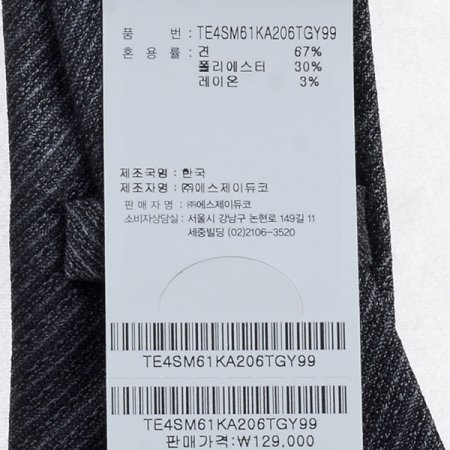 품 번 : TE4SM61KA206TGY99
혼 용 률 : 견 67%
폴리에스터 30%
레이온 3%
제조국명 : 한국
제조자명 : ㈜에스제이듀코
판 매 자 명 : ㈜에스제이듀코
소비자상담실 : 서울시 강남구 논현로 149길 11
세중빌딩 (02)2106-3520
TE4SM61KA206TGY99
TE4SM61KA206TGY99
판매가격:₩129,000